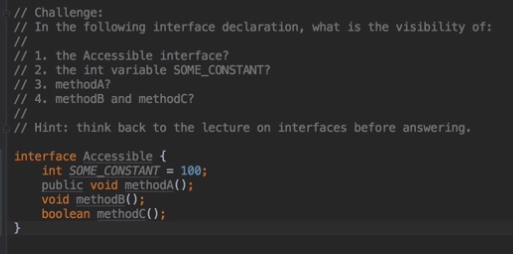 // Challenge:
// In the following interface declaration, what is the visibility of:
//
// 1. the Accessible interface?
// 2. the int variable SOME_CONSTANT?
// 3. methodA?
// 4. methodB and methodC?
//
// Hint: think back to the lecture on interfaces before answering.

interface Accessible {
    int SOME_CONSTANT = 100;
    public void methodA();
    void methodB();
    boolean methodC();
}